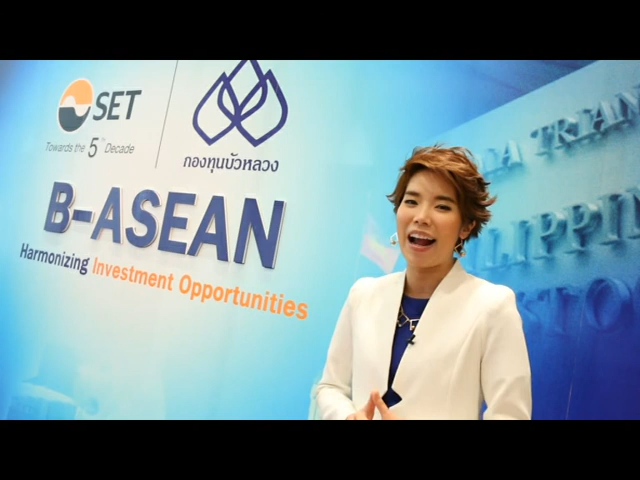 SET
Towards the 5th Decade
กองทุนบัวหลวง
B-ASEAN
Harmonizing Investment Opportunities